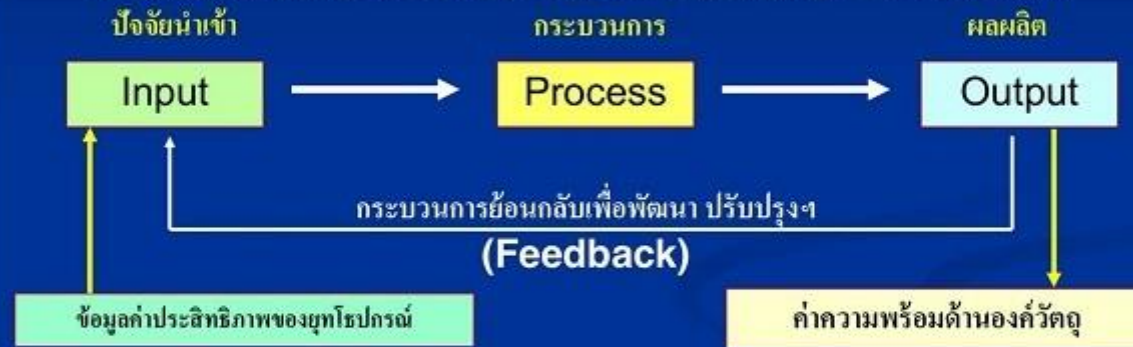 ปัจจัยนำเข้า กระบวนการ ผลผลิต
Input Process Output
กระบวนการย้อนกลับเพื่อพัฒนา ปรับปรุงฯ
(Feedback)
ข้อมูลค่าประสิทธิภาพของยุทโธปกรณ์ ค่าความพร้อมด้านองค์วัตถุ